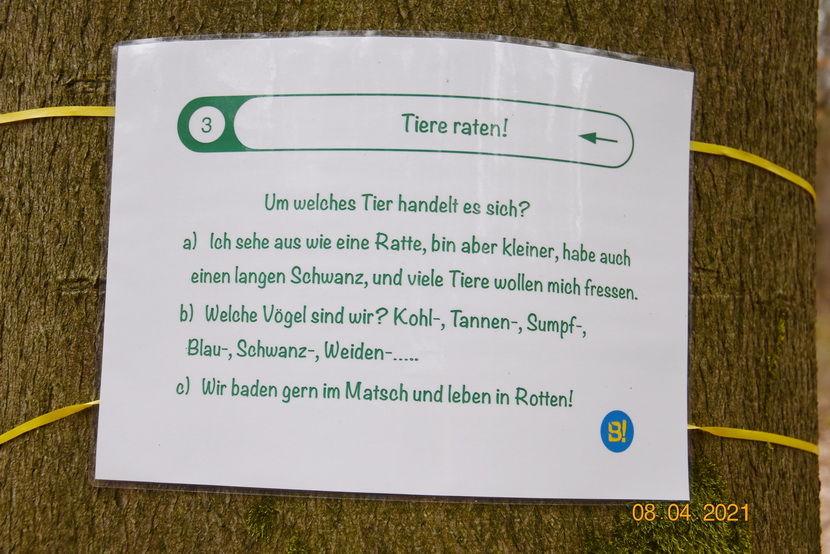 3
Tiere raten!
Um welches Tier handelt es sich?
a) Ich sehe aus wie eine Ratte, bin aber kleiner, habe auch
einen langen Schwanz, und viele Tiere wollen mich fressen.
b) Welche Vögel sind wir? Kohl-, Tannen-, Sumpf-,
Blau-, Schwanz-, Weiden-.....
c) Wir baden gern im Matsch und leben in Rotten!
B!
08 04 2021